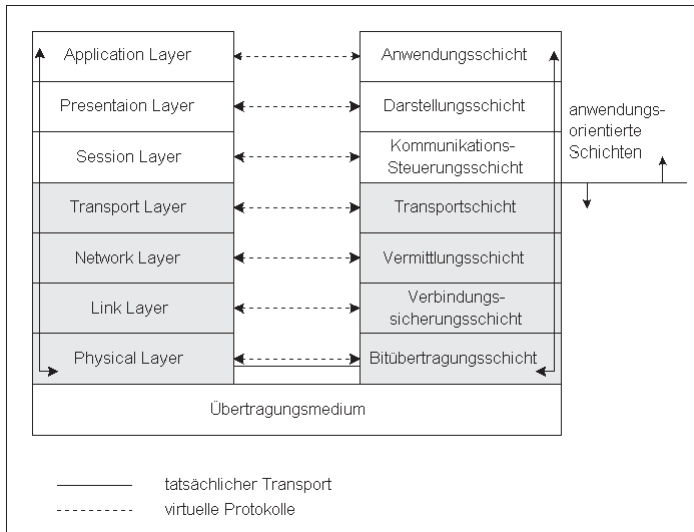 Application Layer
Anwendungsschicht
Presentaion Layer
Darstellungsschicht
Session Layer
Kommunikations-
Steuerungsschicht
anwendungs-
orientierte
Schichten
Transport Layer
Transportschicht
Network Layer
Vermittlungsschicht
Link Layer
Verbindungs-
sicherungsschicht
Physical Layer
Bitübertragungsschicht
Übertragungsmedium
tatsächlicher Transport
virtuelle Protokolle